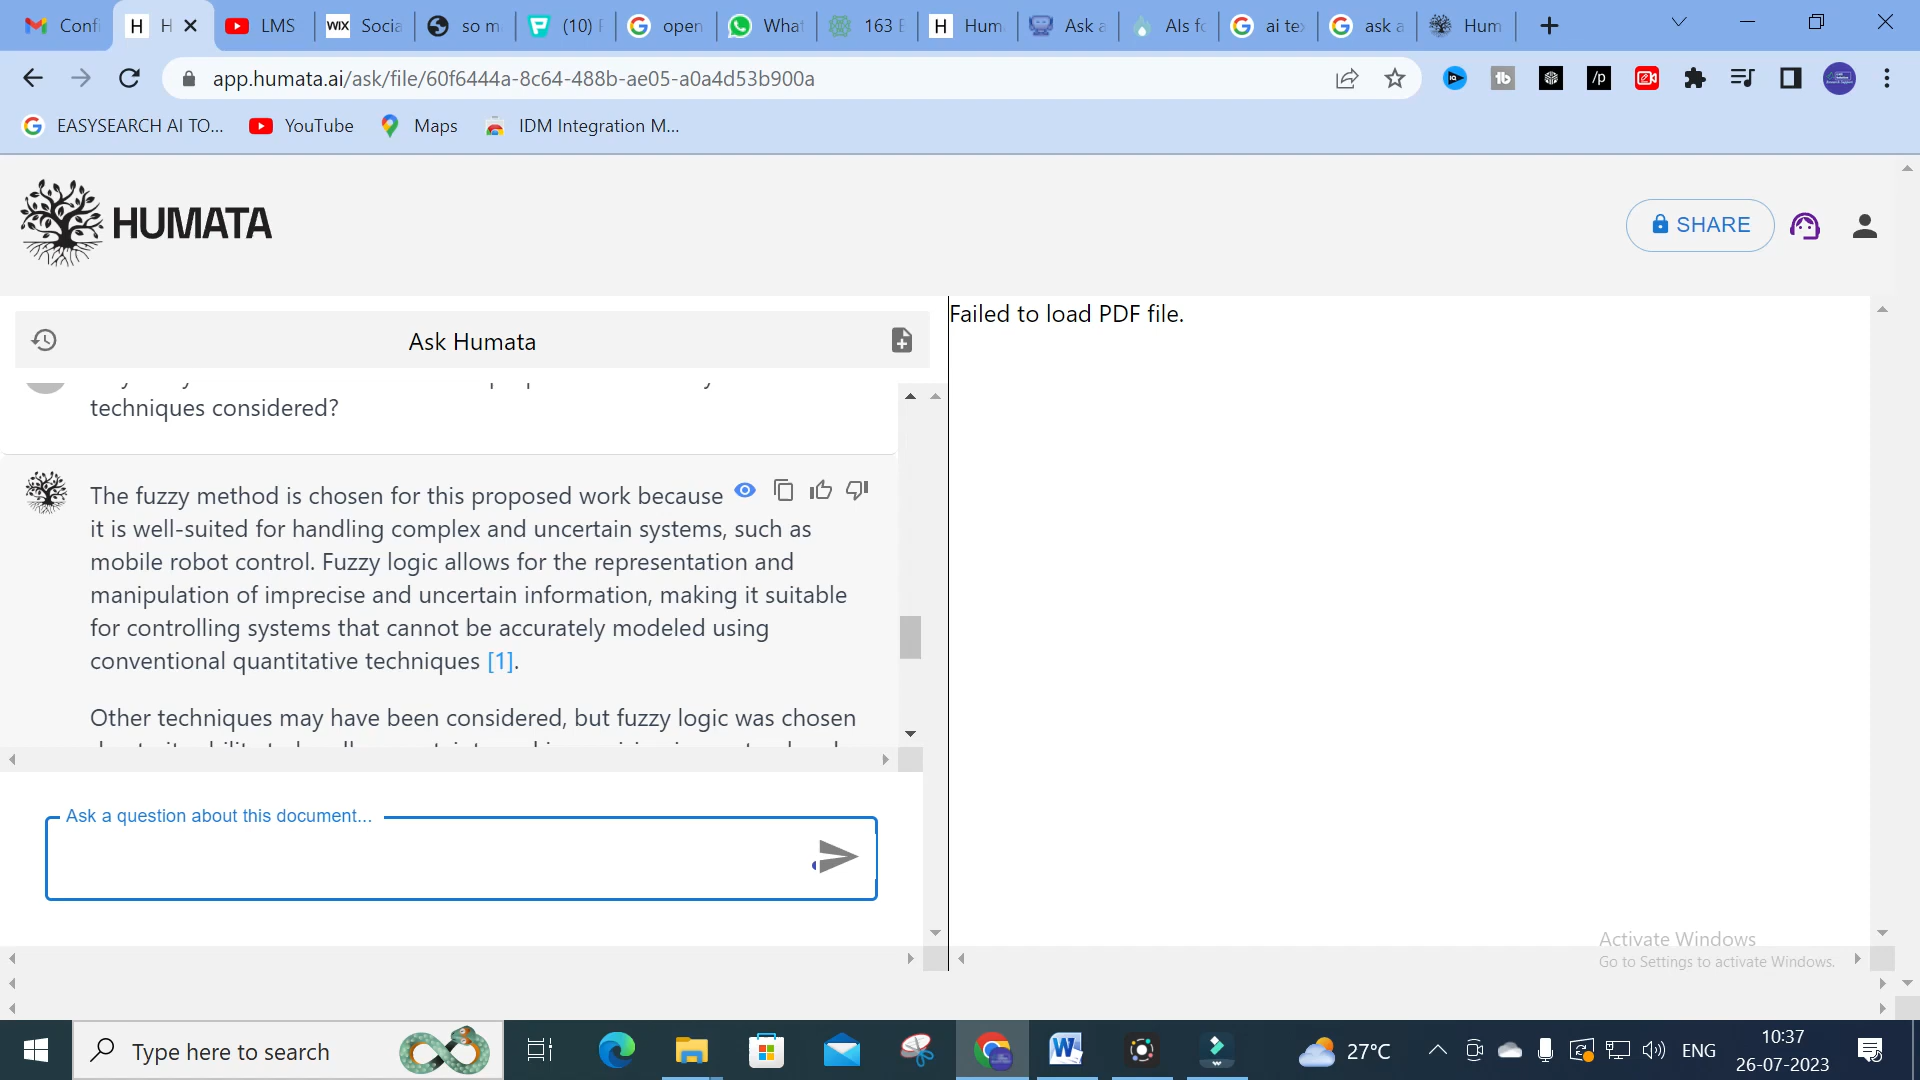 Confi
H
LMS
WIX Socia
so m
(10) F
open
What
163 E
H Hum
Ask a
AIs fo
ai tex
ask a
Hum
app.humata.ai/ask/file/60f6444a-8c64-488b-ae05-a0a4d53b900a
EASYSEARCH AI TO...
YouTube
Maps
IDM Integration M...
HUMATA
SHARE
Ask Humata
techniques considered?
The fuzzy method is chosen for this proposed work because
it is well-suited for handling complex and uncertain systems, such as
mobile robot control. Fuzzy logic allows for the representation and
manipulation of imprecise and uncertain information, making it suitable
for controlling systems that cannot be accurately modeled using
conventional quantitative techniques [1].
Other techniques may have been considered, but fuzzy logic was chosen
Ask a question about this document...
Failed to load PDF file.
Activate Windows
Go to Settings to activate Windows.
Type here to search
27°C
ENG
10:37
26-07-2023